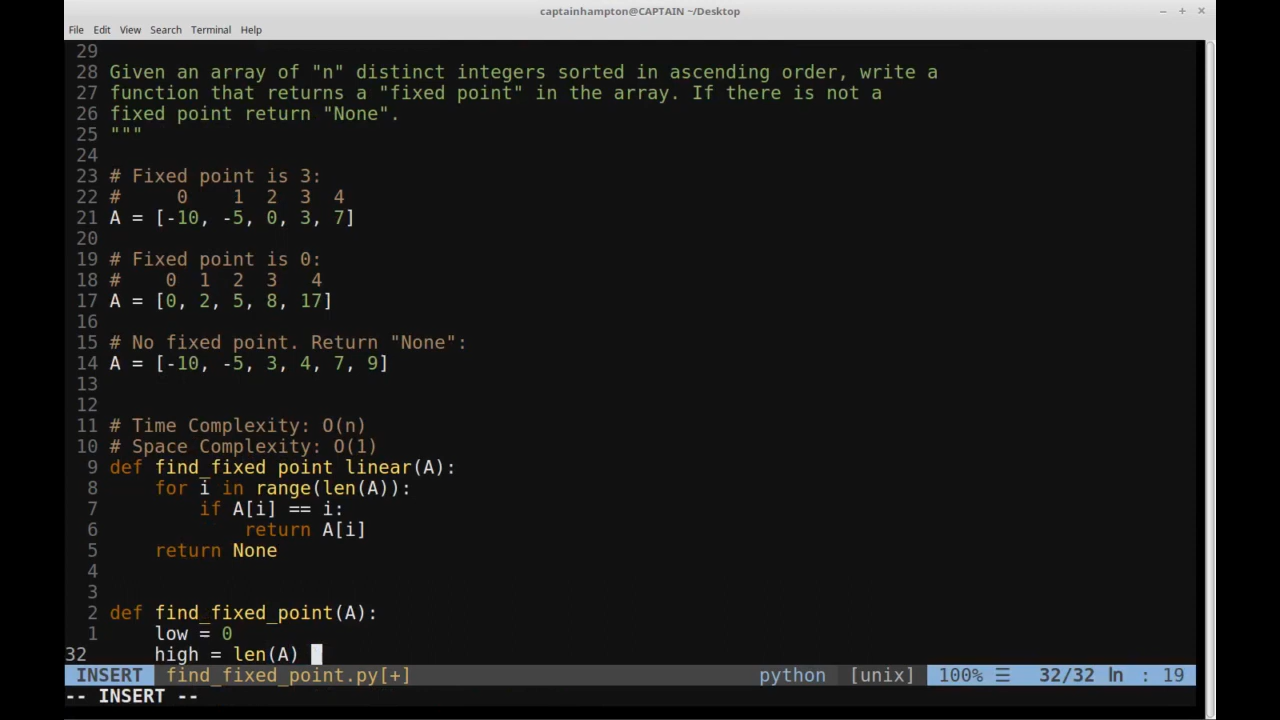 captainhampton@CAPTAIN ~/Desktop
File Edit View Search Terminal Help
29
28 Given an array of "n" distinct integers sorted in ascending order, write a
27 function that returns a "fixed point" in the array. If there is not a
26 fixed point return "None".
25 """
24
23 # Fixed point is 3:
22 #     0    1  2  3  4
21 A = [-10, -5, 0, 3, 7]
20
19 # Fixed point is 0:
18 #    0  1  2  3   4
17 A = [0, 2, 5, 8, 17]
16
15 # No fixed point. Return "None":
14 A = [-10, -5, 3, 4, 7, 9]
13
12
11 # Time Complexity: O(n)
10 # Space Complexity: O(1)
9 def find_fixed point linear(A):
8     for i in range(len(A)):
7         if A[i] == i:
6             return A[i]
5     return None
4
3
2 def find_fixed_point(A):
1     low = 0
32     high = len(A)
INSERT find_fixed_point.py[+] python [unix] 100% ☰ 32/32 ln : 19
-- INSERT --